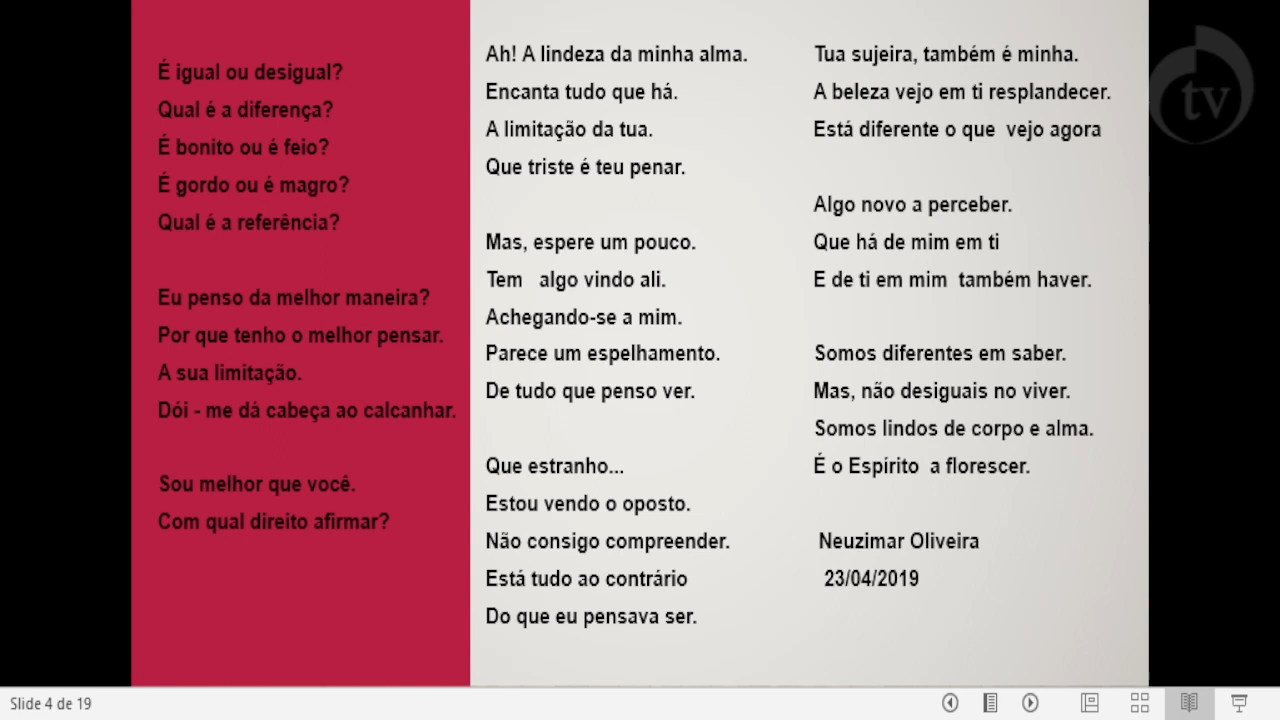 É igual ou desigual?
Qual é a diferença?
É bonito ou é feio?
É gordo ou é magro?
Qual é a referência?
Eu penso da melhor maneira?
Por que tenho o melhor pensar.
A sua limitação.
Dói - me dá cabeça ao calcanhar.
Sou melhor que você.
Com qual direito afirmar?
Ah! A lindeza da minha alma.
Encanta tudo que há.
A limitação da tua.
Que triste é teu penar.
Mas, espere um pouco.
Tem algo vindo ali.
Achegando-se a mim.
Parece um espelhamento.
De tudo que penso ver.
Que estranho...
Estou vendo o oposto.
Não consigo compreender.
Está tudo ao contrário
Do que eu pensava ser.
Tua sujeira, também é minha.
A beleza vejo em ti resplandecer.
Está diferente o que vejo agora
Algo novo a perceber.
Que há de mim em ti
E de ti em mim também haver.
Somos diferentes em saber.
Mas, não desiguais no viver.
Somos lindos de corpo e alma.
É o Espírito a florescer.
Neuzimar Oliveira
23/04/2019
tv
Slide 4 de 19